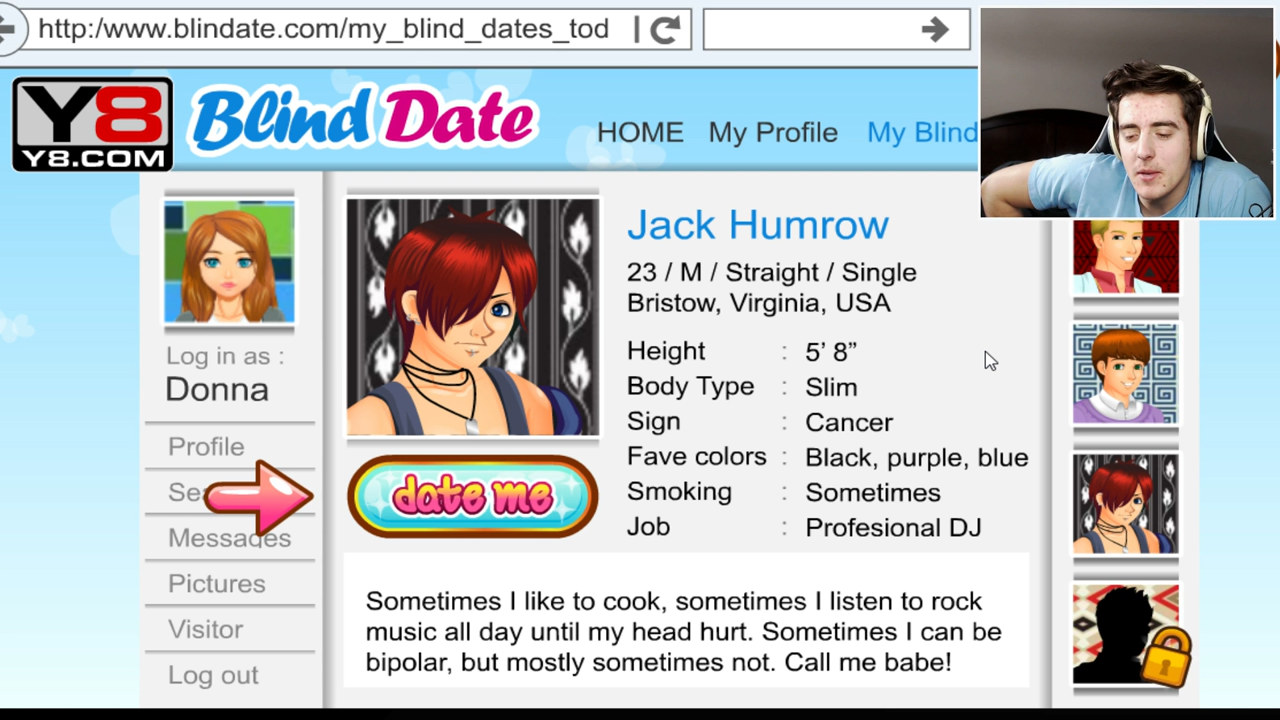 http:/www.blindate.com/my_blind_dates_tod
Y8
Y8.COM
Blind Date
HOME My Profile My Blind
Log in as :
Donna
Profile
Messages
Pictures
Visitor
Log out
date me
Jack Humrow
23 / M / Straight / Single
Bristow, Virginia, USA
Height : 5’ 8”
Body Type : Slim
Sign : Cancer
Fave colors : Black, purple, blue
Smoking : Sometimes
Job : Profesional DJ
Sometimes I like to cook, sometimes I listen to rock
music all day until my head hurt. Sometimes I can be
bipolar, but mostly sometimes not. Call me babe!